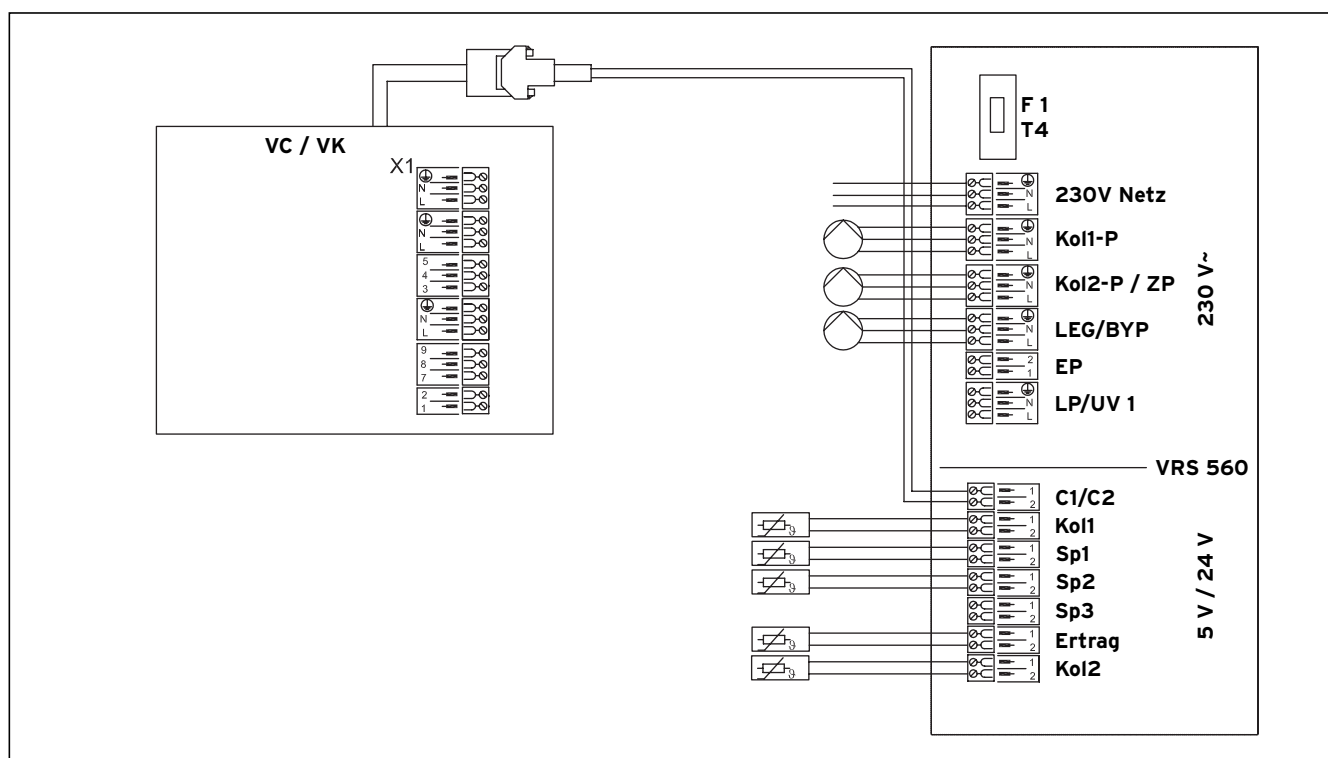 VC / VK
X1
N
L
N
L
5
4
3
N
L
9
8
7
2
1
F 1
T4
N
L
230V Netz
N
L
Kol1-P
N
L
Kol2-P / ZP
N
L
LEG/BYP
2
1
EP
N
L
LP/UV 1
230 V~
VRS 560
1
2
C1/C2
1
2
Kol1
1
2
Sp1
1
2
Sp2
1
2
Sp3
1
2
Ertrag
1
2
Kol2
5 V / 24 V
ϑ
ϑ
ϑ
ϑ
ϑ